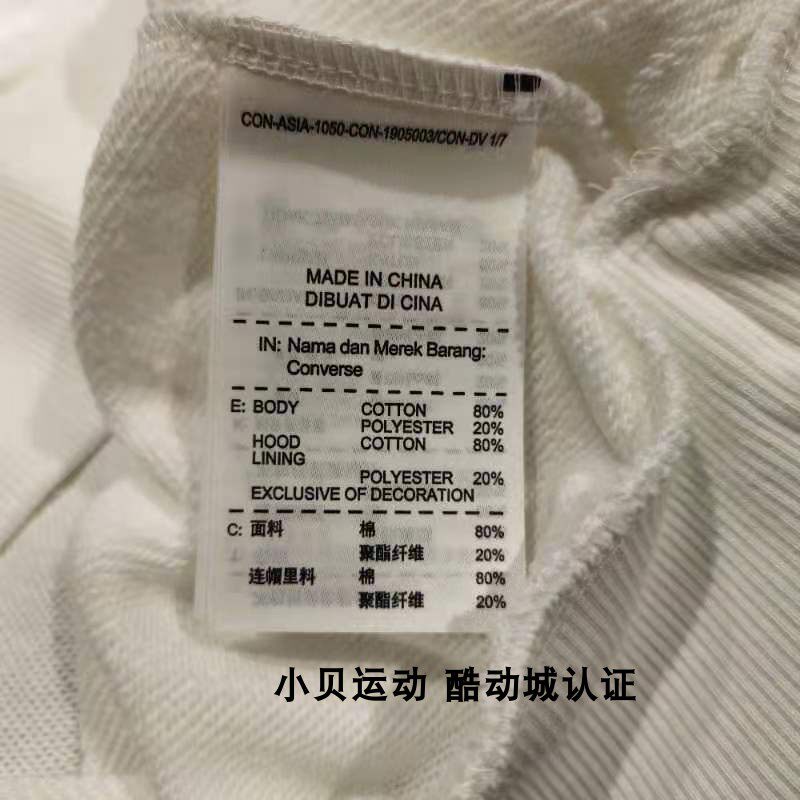 CON-ASIA-1050-CON-1905003/CON-DV 1/7
MADE IN CHINA
DIBUAT DI CINA
IN: Nama dan Merek Barang:
Converse
E: BODY COTTON 80%
POLYESTER 20%
HOOD COTTON 80%
LINING
POLYESTER 20%
EXCLUSIVE OF DECORATION
C: 面料 棉 80%
聚酯纤维 20%
连帽里料 棉 80%
聚酯纤维 20%
小贝运动 酷动城认证